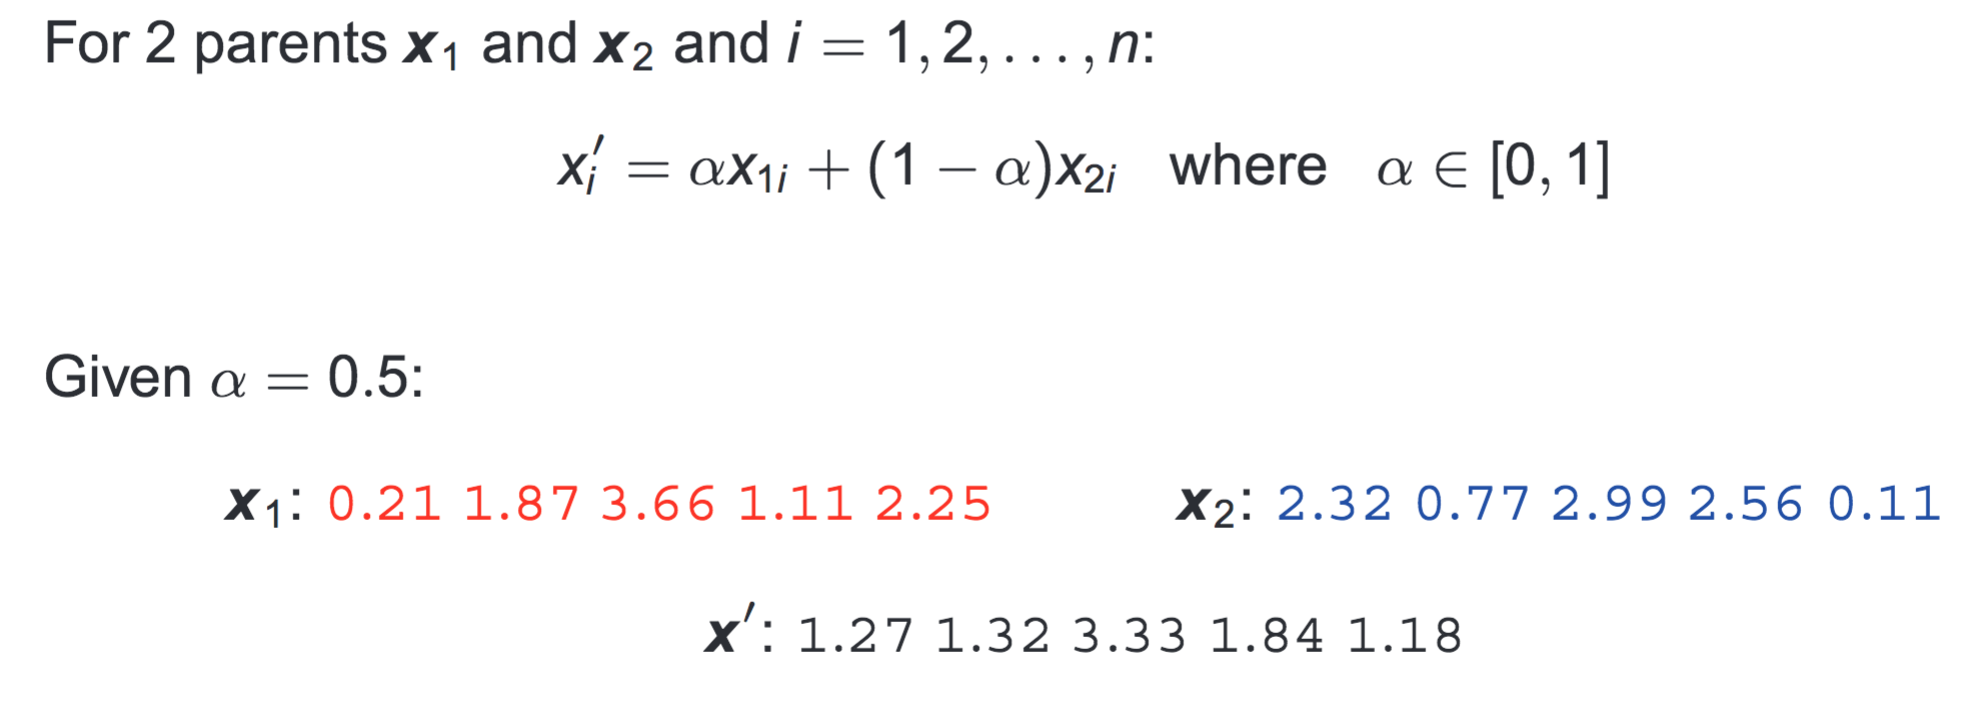 For 2 parents x₁ and x₂ and i = 1, 2, . . . , n:
x′ᵢ = αx₁ᵢ + (1 − α)x₂ᵢ where α ∈ [0, 1]
Given α = 0.5:
x₁: 0.21 1.87 3.66 1.11 2.25 x₂: 2.32 0.77 2.99 2.56 0.11
x′: 1.27 1.32 3.33 1.84 1.18